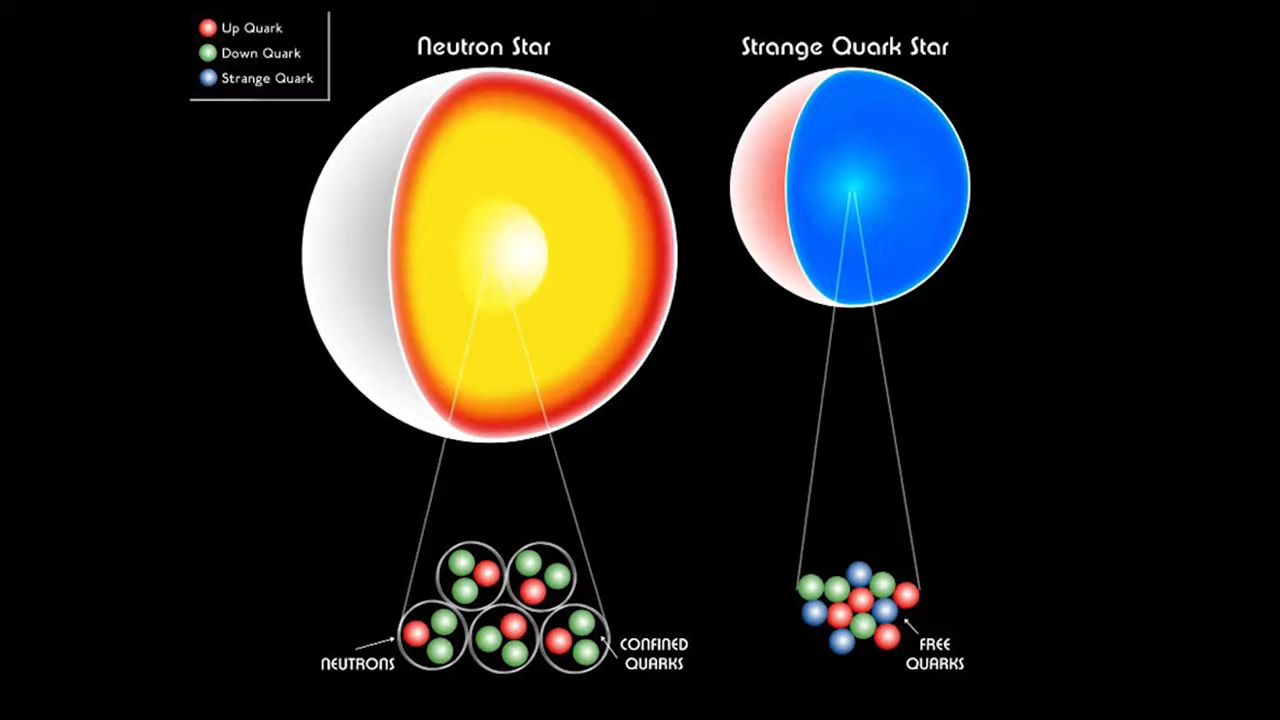 Up Quark
Down Quark
Strange Quark
Neutron Star
Strange Quark Star
NEUTRONS
CONFINED
QUARKS
FREE
QUARKS